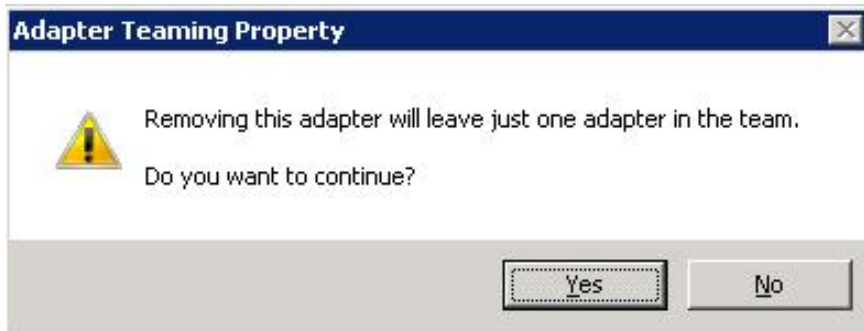 Adapter Teaming Property
Removing this adapter will leave just one adapter in the team.
Do you want to continue?
Yes
No